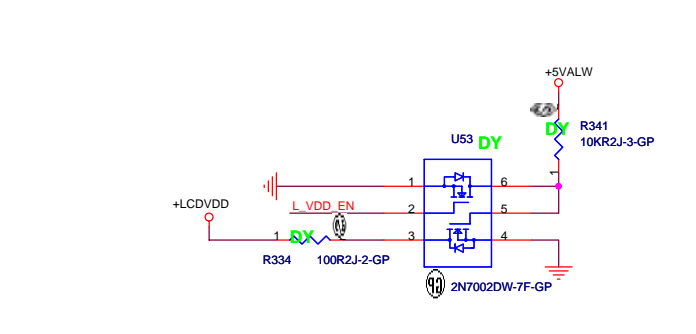 +5VALW
DY
R341
10KR2J-3-GP
1
U53
DY
1
6
+LCDVDD
L_VDD_EN
2
5
1
DY
3
4
R334
100R2J-2-GP
2N7002DW-7F-GP